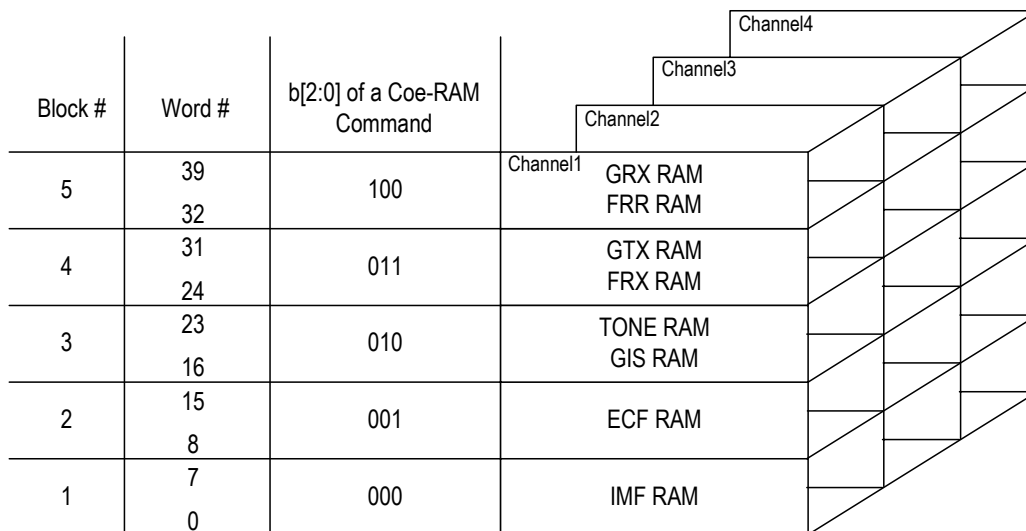 Channel4
Channel3
Channel2
Block #
Word #
b[2:0] of a Coe-RAM
Command
Channel1
5
39
32
100
GRX RAM
FRR RAM
4
31
24
011
GTX RAM
FRX RAM
3
23
16
010
TONE RAM
GIS RAM
2
15
8
001
ECF RAM
1
7
0
000
IMF RAM